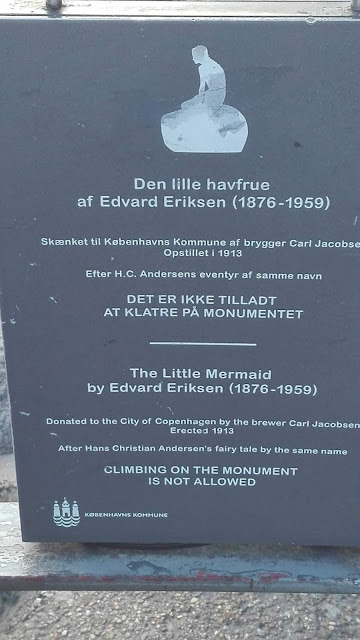 Den lille havfrue
af Edvard Eriksen (1876-1959)
Skænket til Københavns Kommune af brygger Carl Jacobse
Opstillet i 1913
Efter H.C. Andersens eventyr af samme navn
DET ER IKKE TILLADT
AT KLATRE PÅ MONUMENTET
The Little Mermaid
by Edvard Eriksen (1876-1959)
Donated to the City of Copenhagen by the brewer Carl Jacobsen
Erected 1913
After Hans Christian Andersen's fairy tale by the same name
CLIMBING ON THE MONUMENT
IS NOT ALLOWED
KØBENHAVNS KOMMUNE